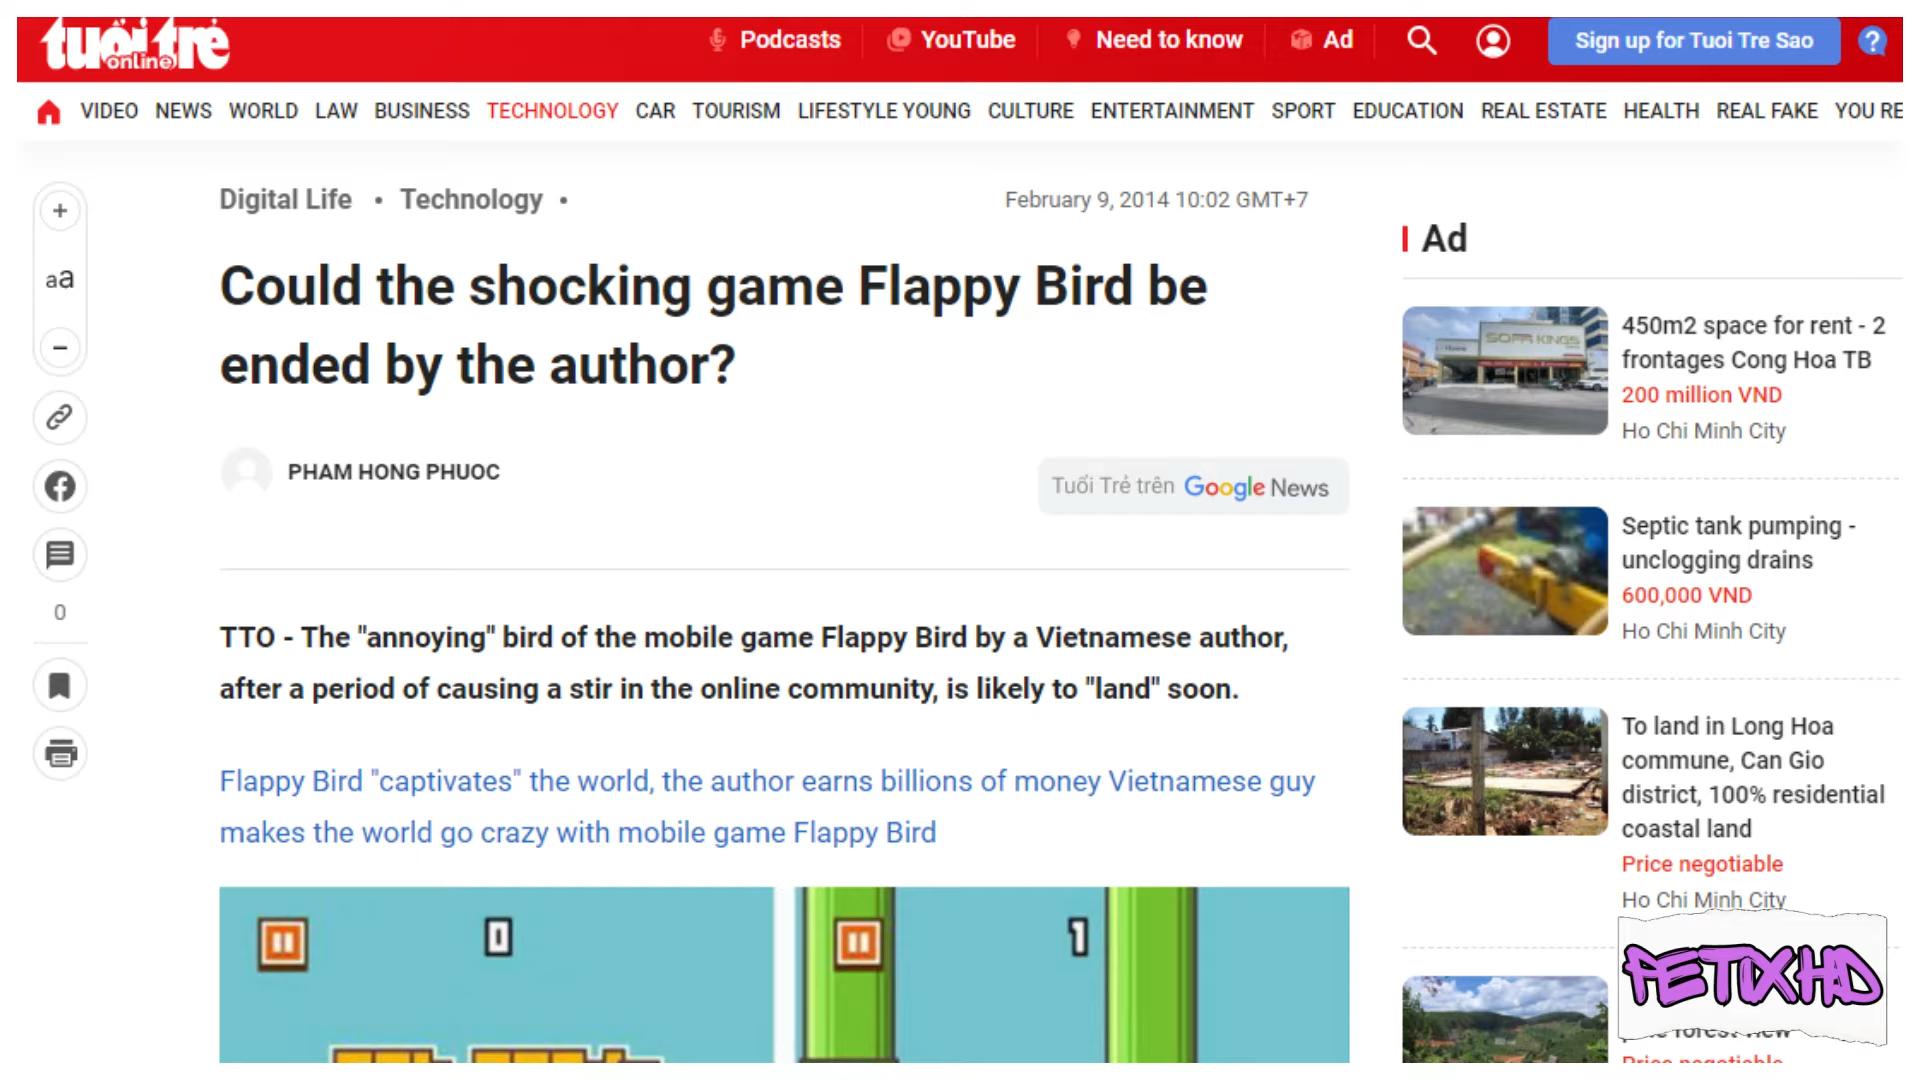 tuổi trẻ
online
Podcasts
YouTube
Need to know
Ad
Sign up for Tuoi Tre Sao
?
VIDEO NEWS WORLD LAW BUSINESS TECHNOLOGY CAR TOURISM LIFESTYLE YOUNG CULTURE ENTERTAINMENT SPORT EDUCATION REAL ESTATE HEALTH REAL FAKE YOU RE
Digital Life • Technology •
February 9, 2014 10:02 GMT+7
+
aa
−
0
Could the shocking game Flappy Bird be
ended by the author?
PHAM HONG PHUOC
Tuổi Trẻ trên Google News
TTO - The "annoying" bird of the mobile game Flappy Bird by a Vietnamese author,
after a period of causing a stir in the online community, is likely to "land" soon.
Flappy Bird "captivates" the world, the author earns billions of money Vietnamese guy
makes the world go crazy with mobile game Flappy Bird
0
1
Ad
SOFA KINGS
450m2 space for rent - 2
frontages Cong Hoa TB
200 million VND
Ho Chi Minh City
Septic tank pumping -
unclogging drains
600,000 VND
Ho Chi Minh City
To land in Long Hoa
commune, Can Gio
district, 100% residential
coastal land
Price negotiable
Ho Chi Minh City
FETIXHD
forest view
Price negotiable